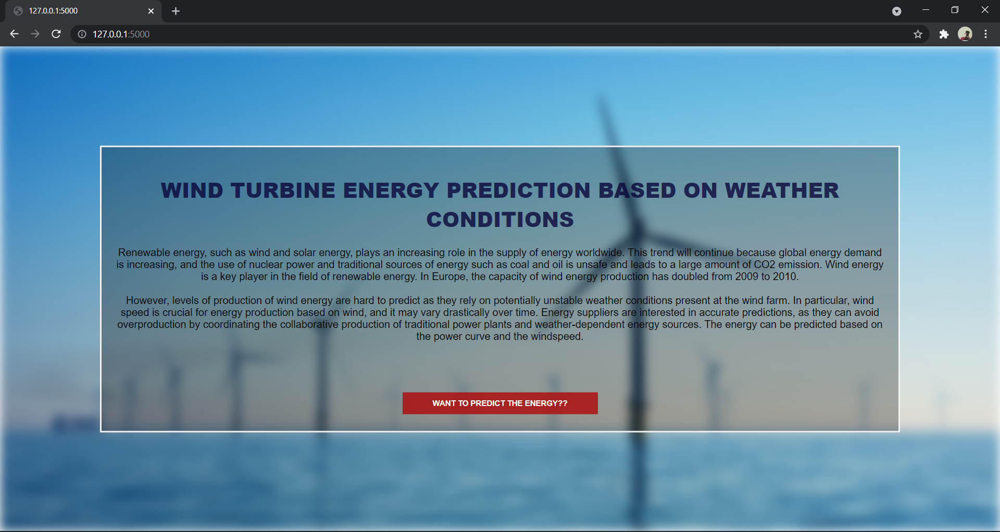 127.0.0.1:5000
127.0.0.1:5000
WIND TURBINE ENERGY PREDICTION BASED ON WEATHER
CONDITIONS
Renewable energy, such as wind and solar energy, plays an increasing role in the supply of energy worldwide. This trend will continue because global energy demand
is increasing, and the use of nuclear power and traditional sources of energy such as coal and oil is unsafe and leads to a large amount of CO2 emission. Wind energy
is a key player in the field of renewable energy. In Europe, the capacity of wind energy production has doubled from 2009 to 2010.
However, levels of production of wind energy are hard to predict as they rely on potentially unstable weather conditions present at the wind farm. In particular, wind
speed is crucial for energy production based on wind, and it may vary drastically over time. Energy suppliers are interested in accurate predictions, as they can avoid
overproduction by coordinating the collaborative production of traditional power plants and weather-dependent energy sources. The energy can be predicted based on
the power curve and the windspeed.
WANT TO PREDICT THE ENERGY??